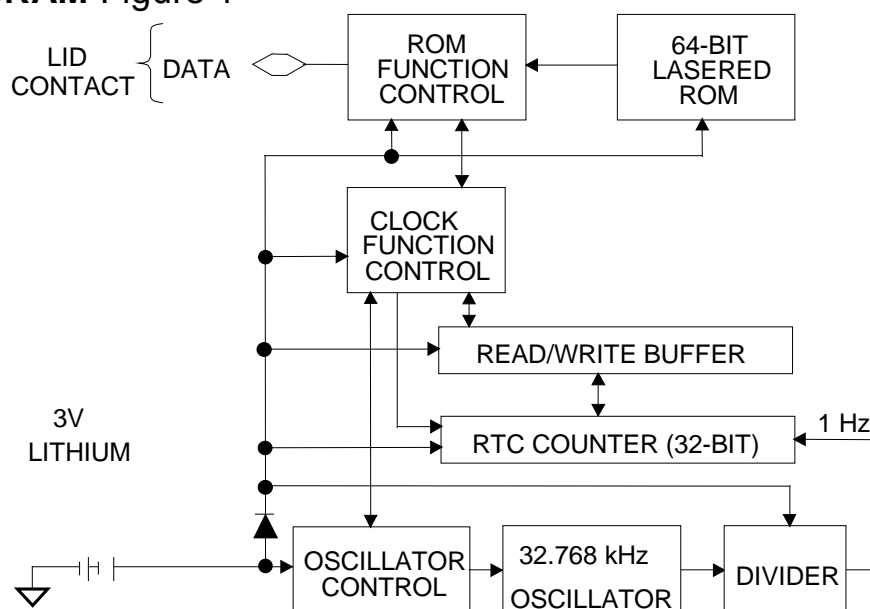 RAM Figure 1
LID
CONTACT
DATA
ROM
FUNCTION
CONTROL
64-BIT
LASERED
ROM
CLOCK
FUNCTION
CONTROL
READ/WRITE BUFFER
3V
LITHIUM
RTC COUNTER (32-BIT)
1 Hz
OSCILLATOR
CONTROL
32.768 kHz
OSCILLATOR
DIVIDER